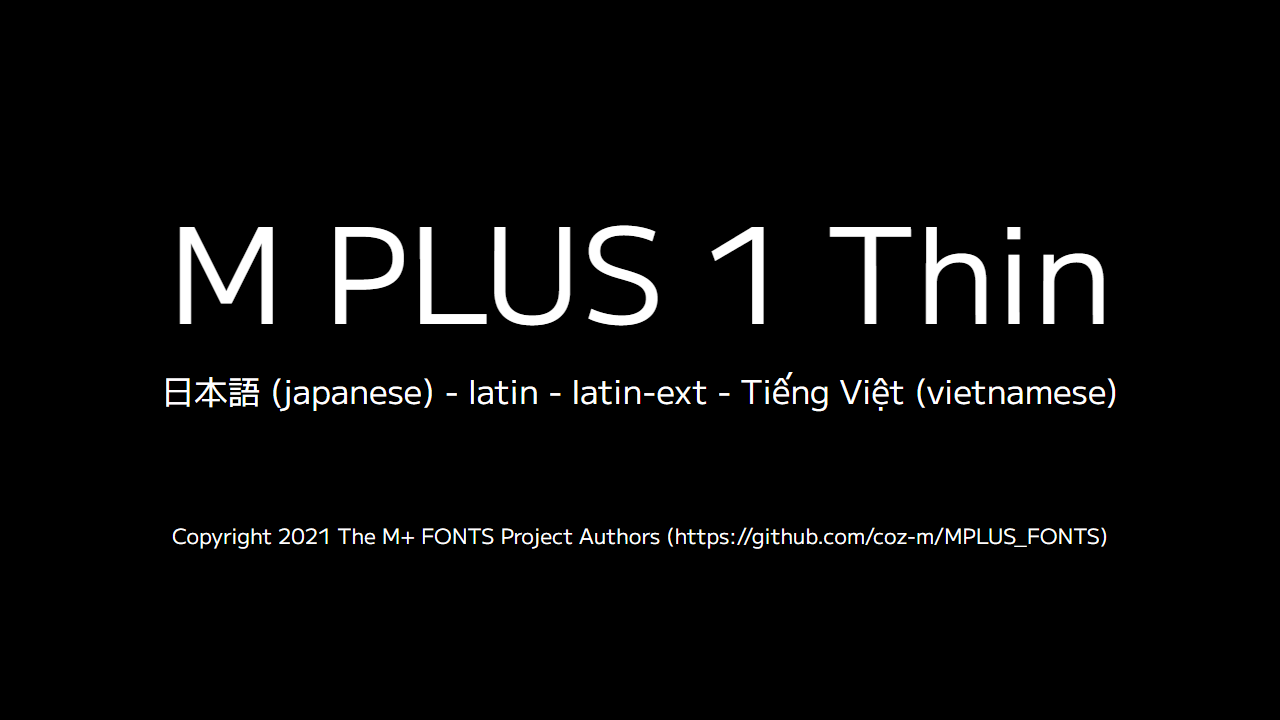 M PLUS 1 Thin
日本語 (japanese) - latin - latin-ext - Tiếng Việt (vietnamese)
Copyright 2021 The M+ FONTS Project Authors (https://github.com/coz-m/MPLUS_FONTS)